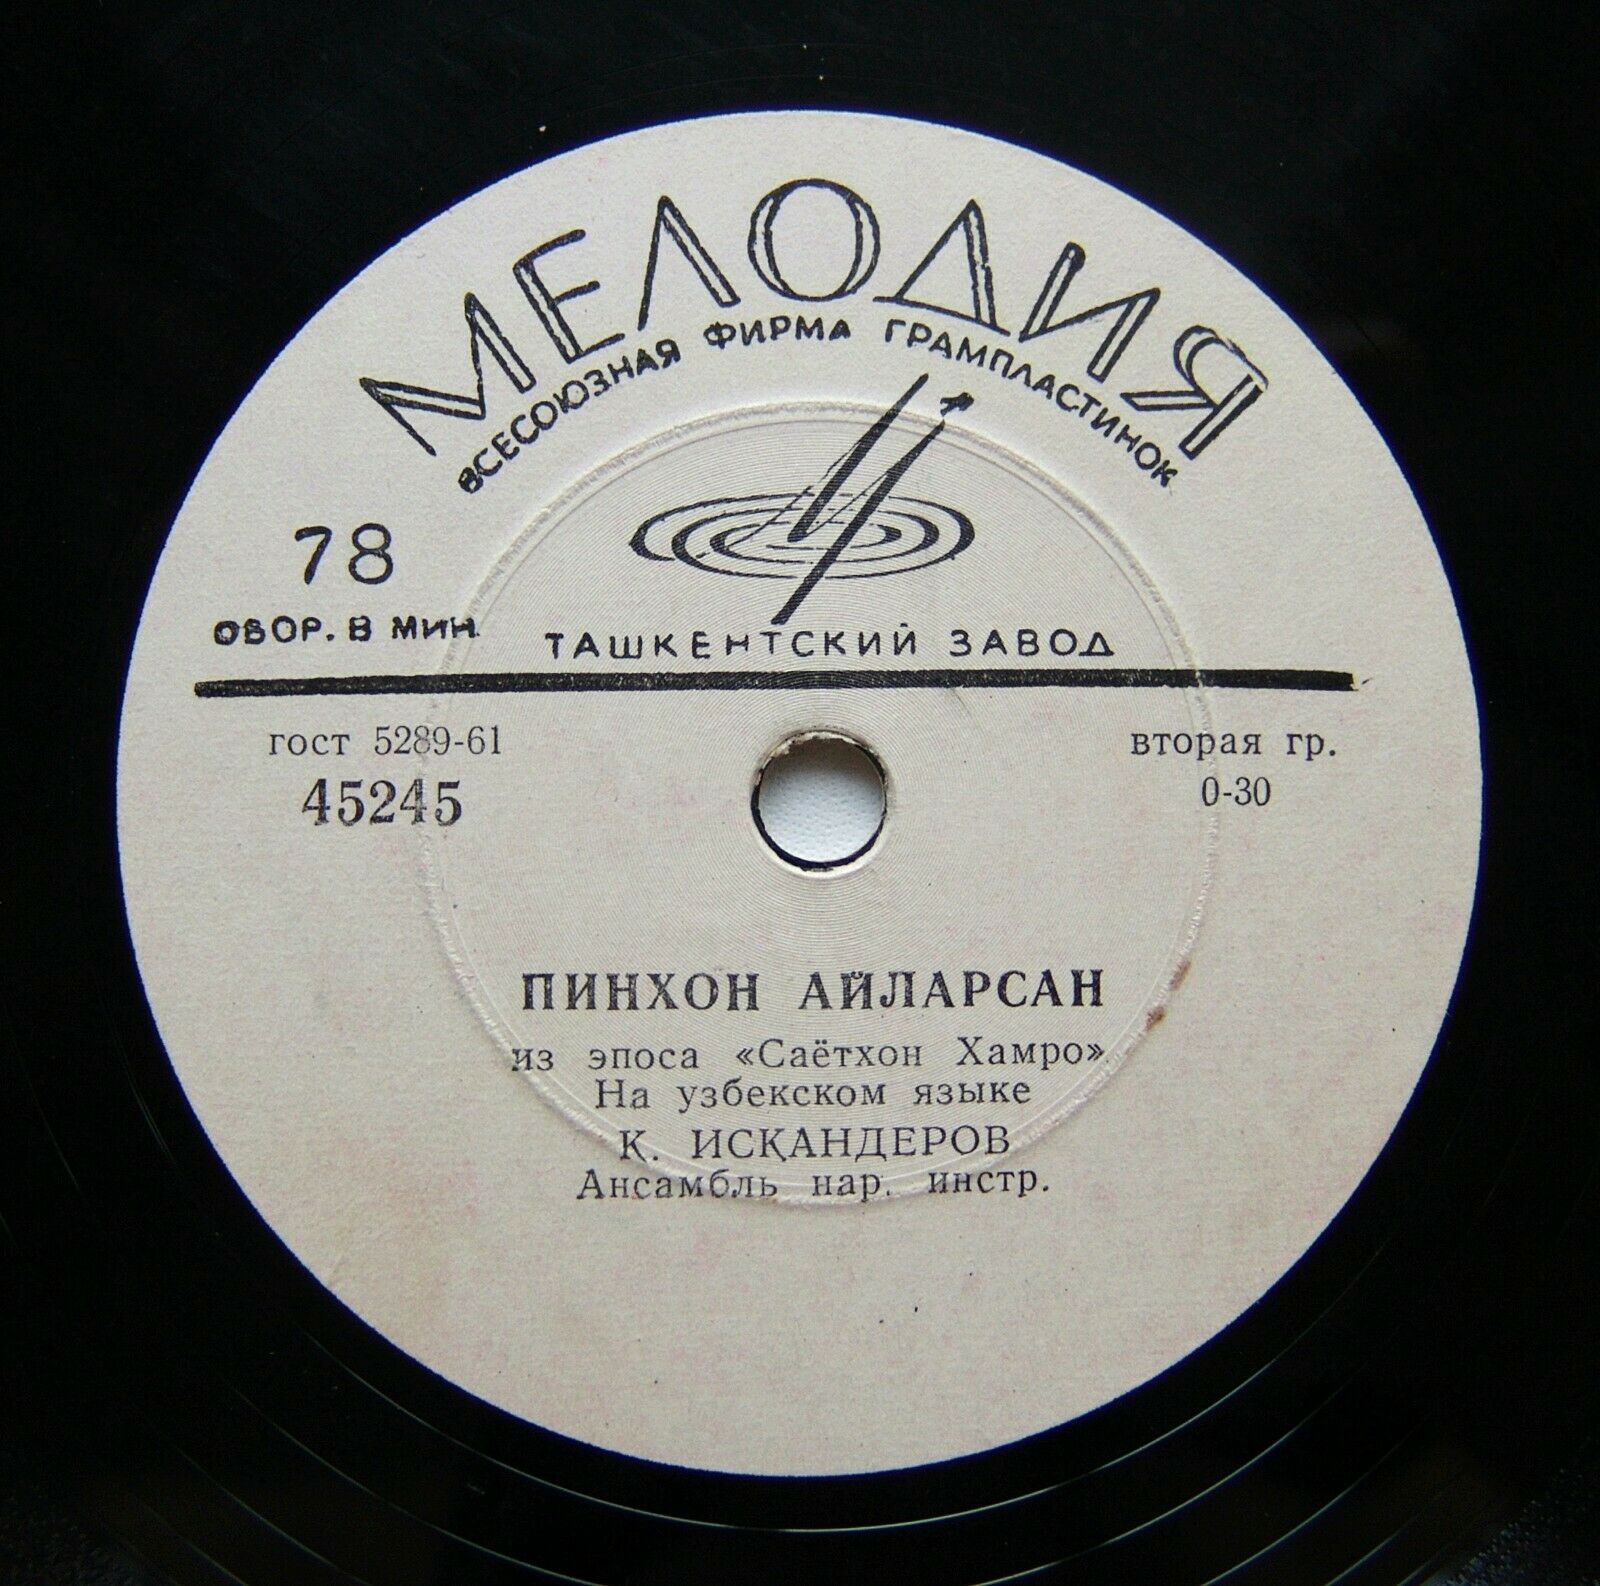 МЕЛОДИЯ
ВСЕСОЮЗНАЯ ФИРМА ГРАМПЛАСТИНОК
78
ОБОР. В МИН.
ТАШКЕНТСКИЙ ЗАВОД
гост 5289-61
45245
вторая гр.
0-30
ПИНХОН АЙЛАРСАН
из эпоса «Саётхон Хамро»
На узбекском языке
Қ. ИСҚАНДЕРОВ
Ансамбль нар. инстр.